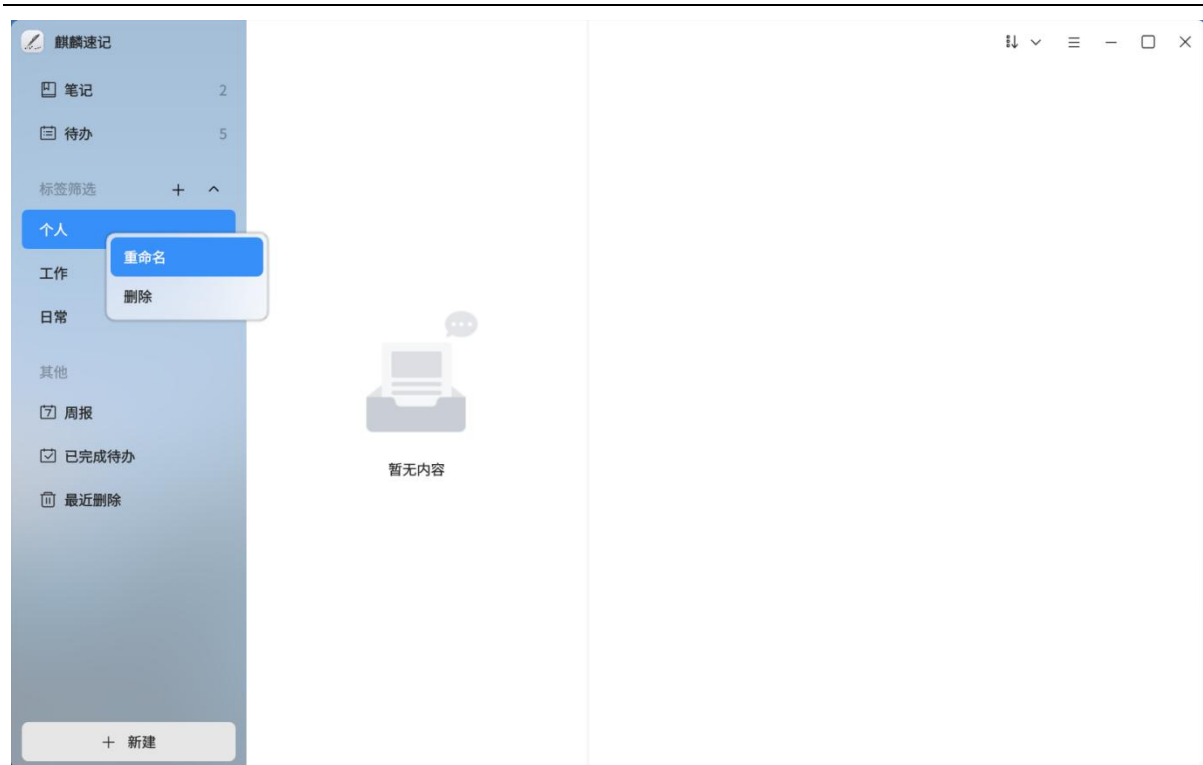 麒麟速记
笔记 2
待办 5
标签筛选
个人
重命名
工作
删除
日常
其他
周报
已完成待办
最近删除
暂无内容
新建